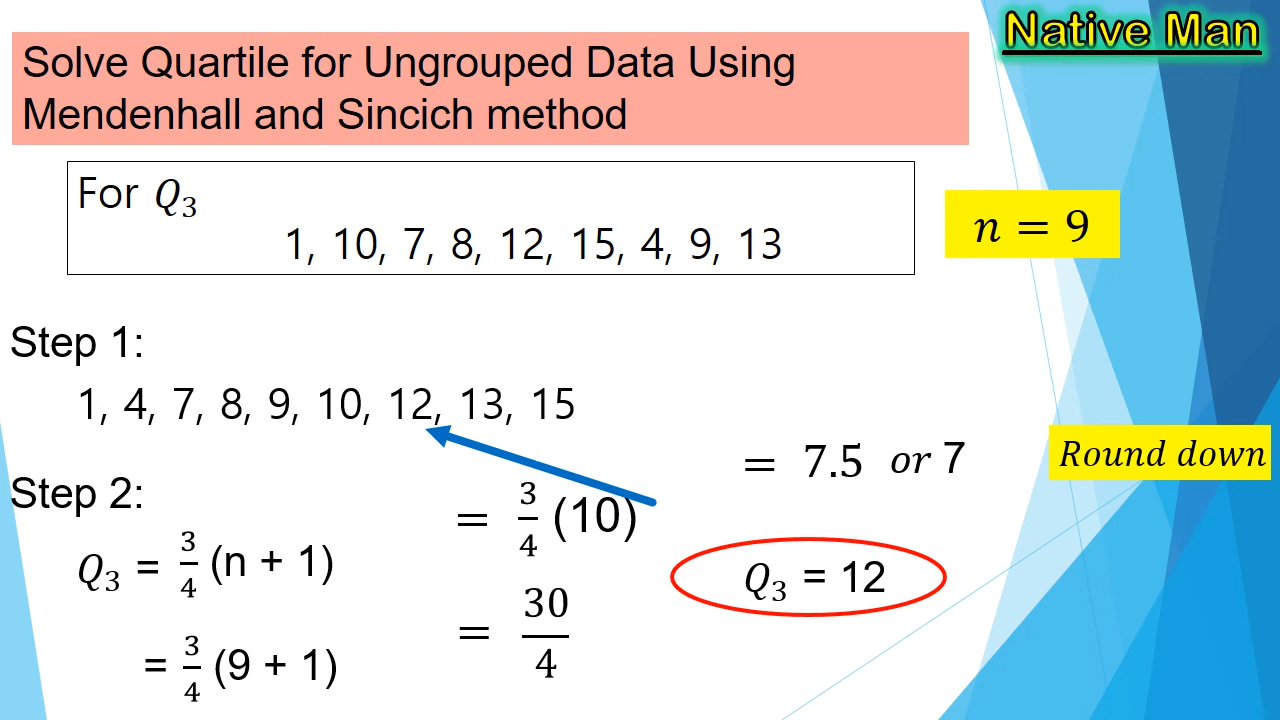 Native Man
Solve Quartile for Ungrouped Data Using
Mendenhall and Sincich method
For Q₃
1, 10, 7, 8, 12, 15, 4, 9, 13
n = 9
Step 1:
1, 4, 7, 8, 9, 10, 12, 13, 15
Step 2:
Q₃ = 3/4 (n + 1)
= 3/4 (9 + 1)
= 3/4 (10)
= 30/4
= 7.5 or 7
Round down
Q₃ = 12